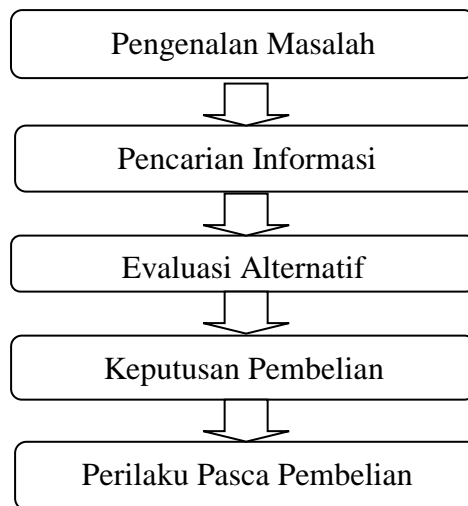 Pengenalan Masalah
Pencarian Informasi
Evaluasi Alternatif
Keputusan Pembelian
Perilaku Pasca Pembelian